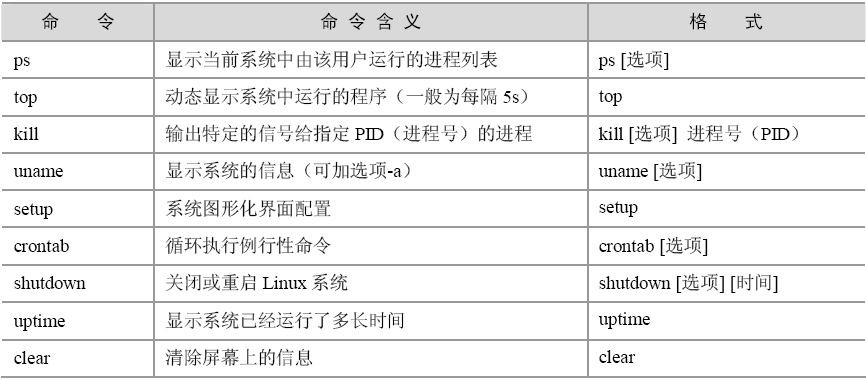 命 令 命 令 含 义 格 式
ps 显示当前系统中由该用户运行的进程列表 ps [选项]
top 动态显示系统中运行的程序（一般为每隔 5s） top
kill 输出特定的信号给指定 PID（进程号）的进程 kill [选项] 进程号（PID）
uname 显示系统的信息（可加选项-a） uname [选项]
setup 系统图形化界面配置 setup
crontab 循环执行例行性命令 crontab [选项]
shutdown 关闭或重启 Linux 系统 shutdown [选项] [时间]
uptime 显示系统已经运行了多长时间 uptime
clear 清除屏幕上的信息 clear